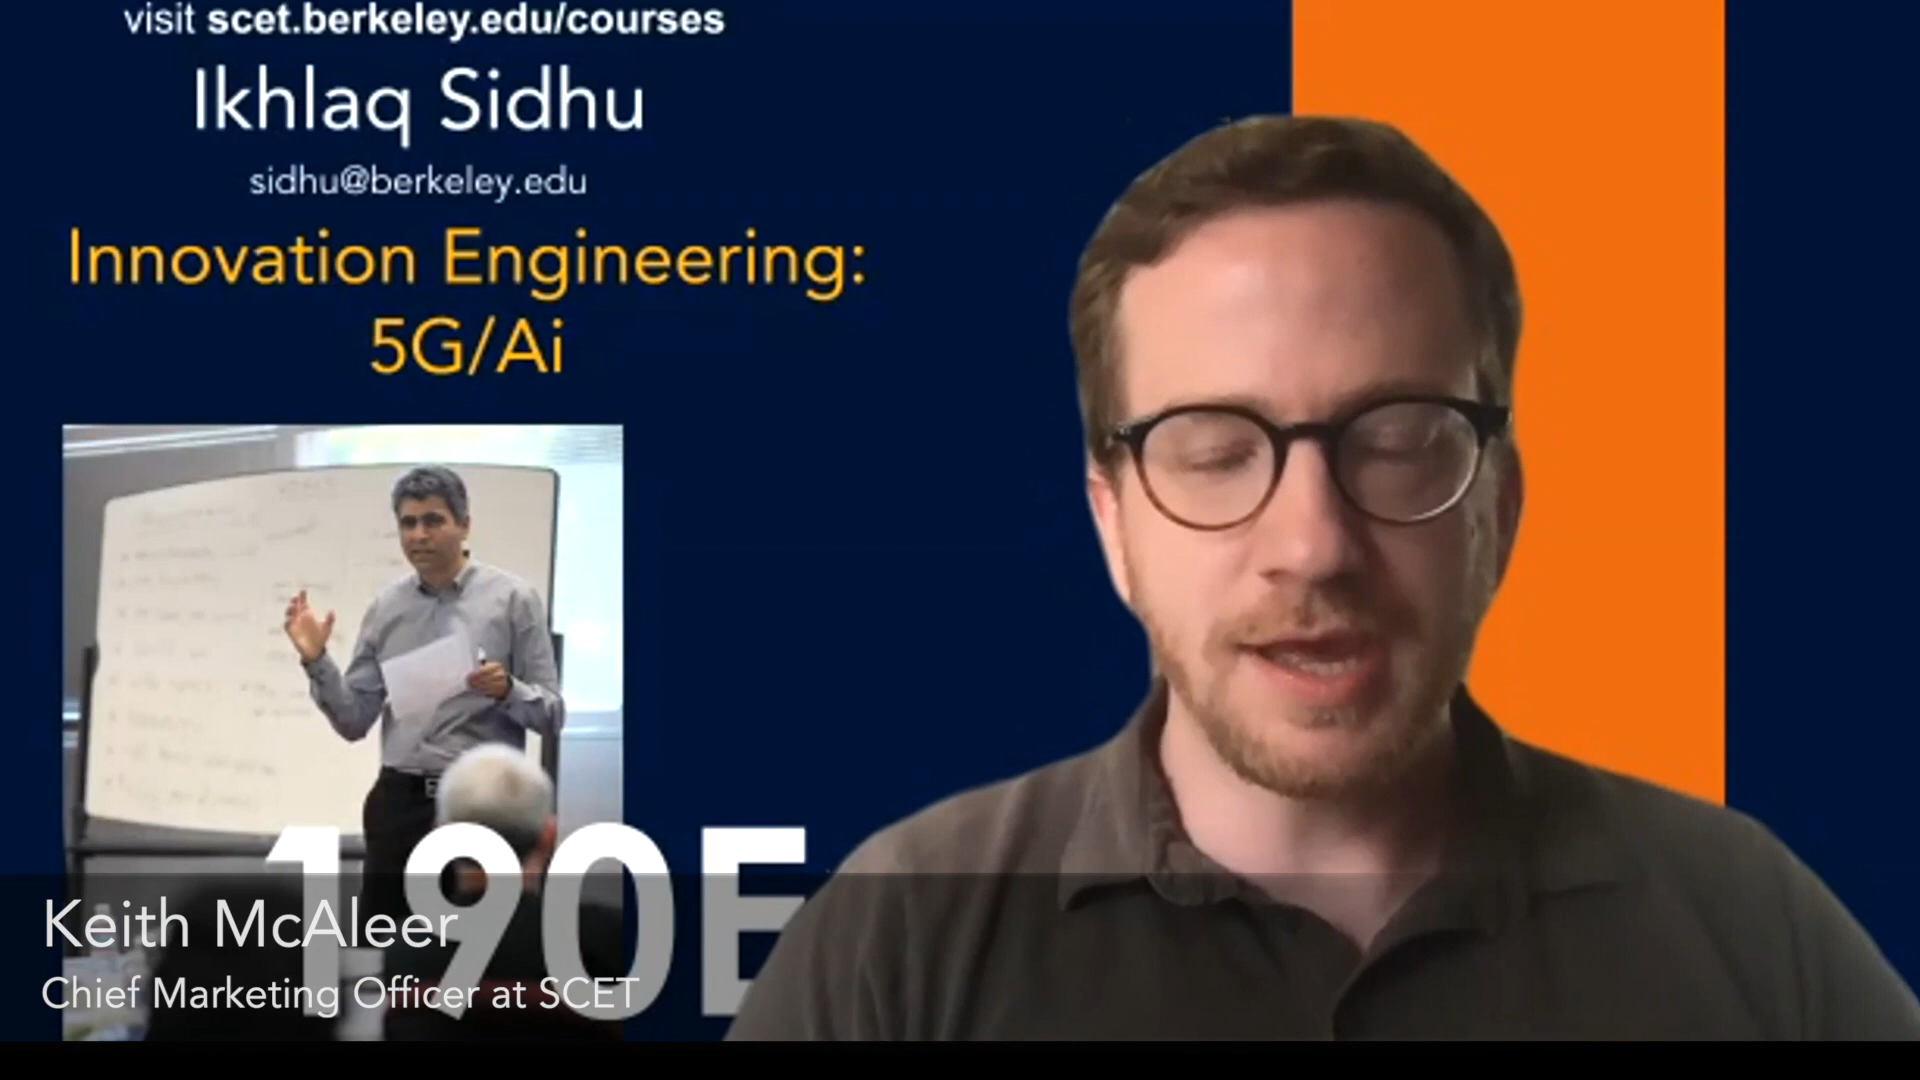 visit scet.berkeley.edu/courses
Ikhlaq Sidhu
sidhu@berkeley.edu
Innovation Engineering:
5G/Ai
190E
Keith McAleer
Chief Marketing Officer at SCET